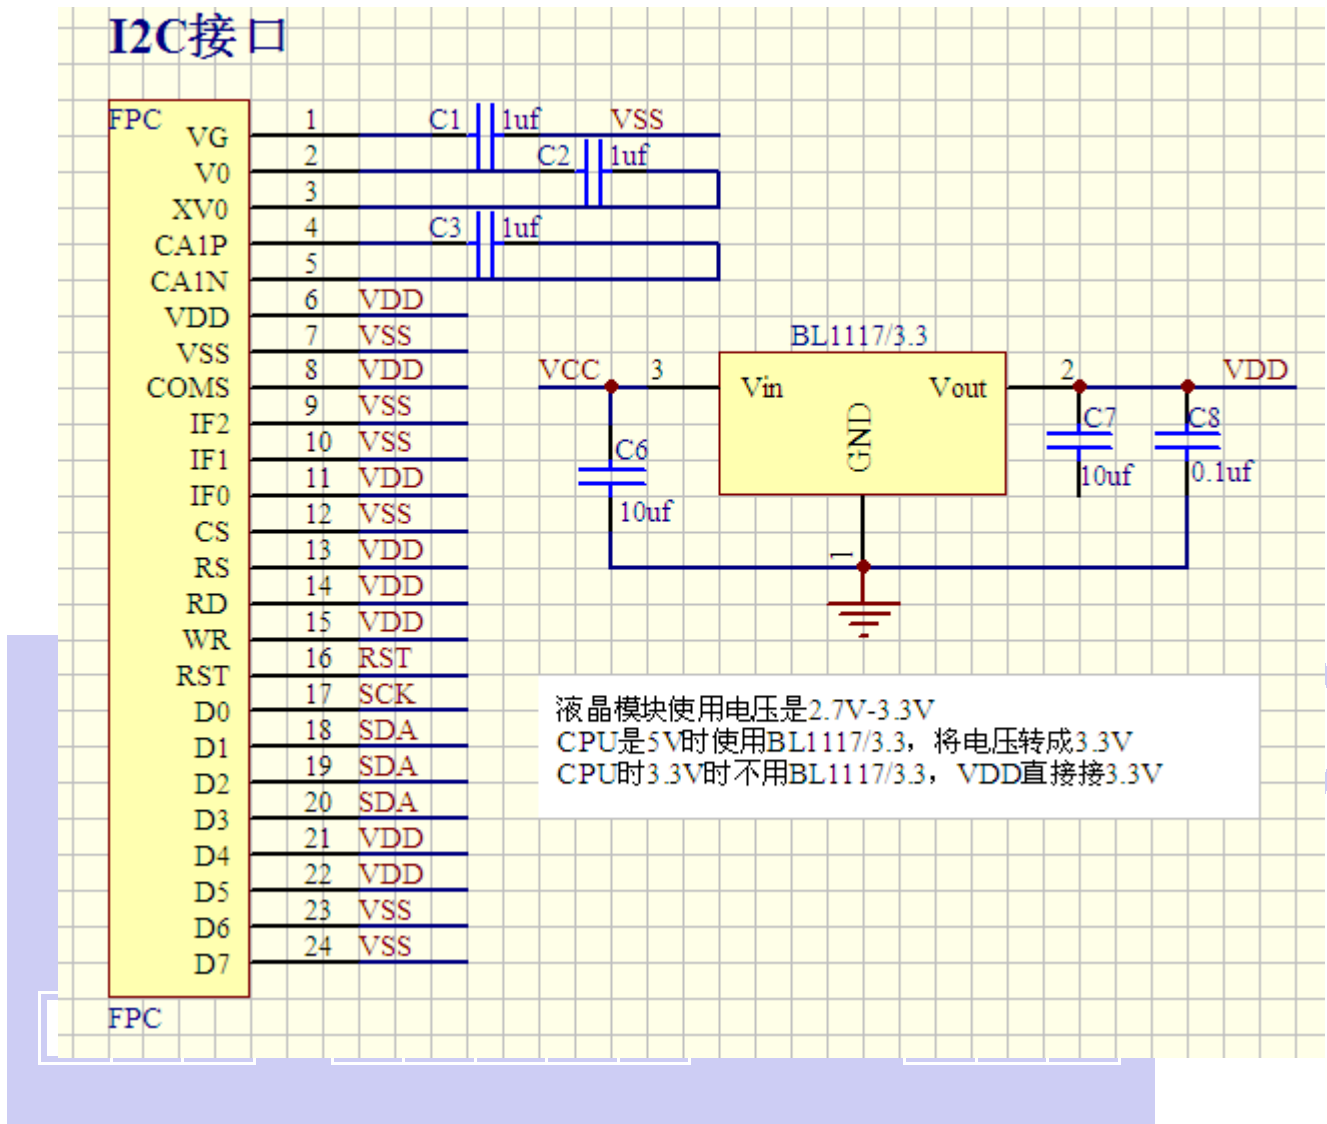 I2C接口
FPC
VG 1 C1 1uf VSS
V0 2 C2 1uf
XV0 3
CA1P 4 C3 1uf
CA1N 5
VDD 6 VDD
VSS 7 VSS
COMS 8 VDD
IF2 9 VSS
IF1 10 VSS
IF0 11 VDD
CS 12 VSS
RS 13 VDD
RD 14 VDD
WR 15 VDD
RST 16 RST
D0 17 SCK
D1 18 SDA
D2 19 SDA
D3 20 SDA
D4 21 VDD
D5 22 VDD
D6 23 VSS
D7 24 VSS
FPC
BL1117/3.3
VCC 3 Vin Vout 2 VDD
GND
C6
10uf
C7
10uf
C8
0.1uf
1
液晶模块使用电压是2.7V-3.3V
CPU是5V时使用BL1117/3.3，将电压转成3.3V
CPU时3.3V时不用BL1117/3.3，VDD直接接3.3V